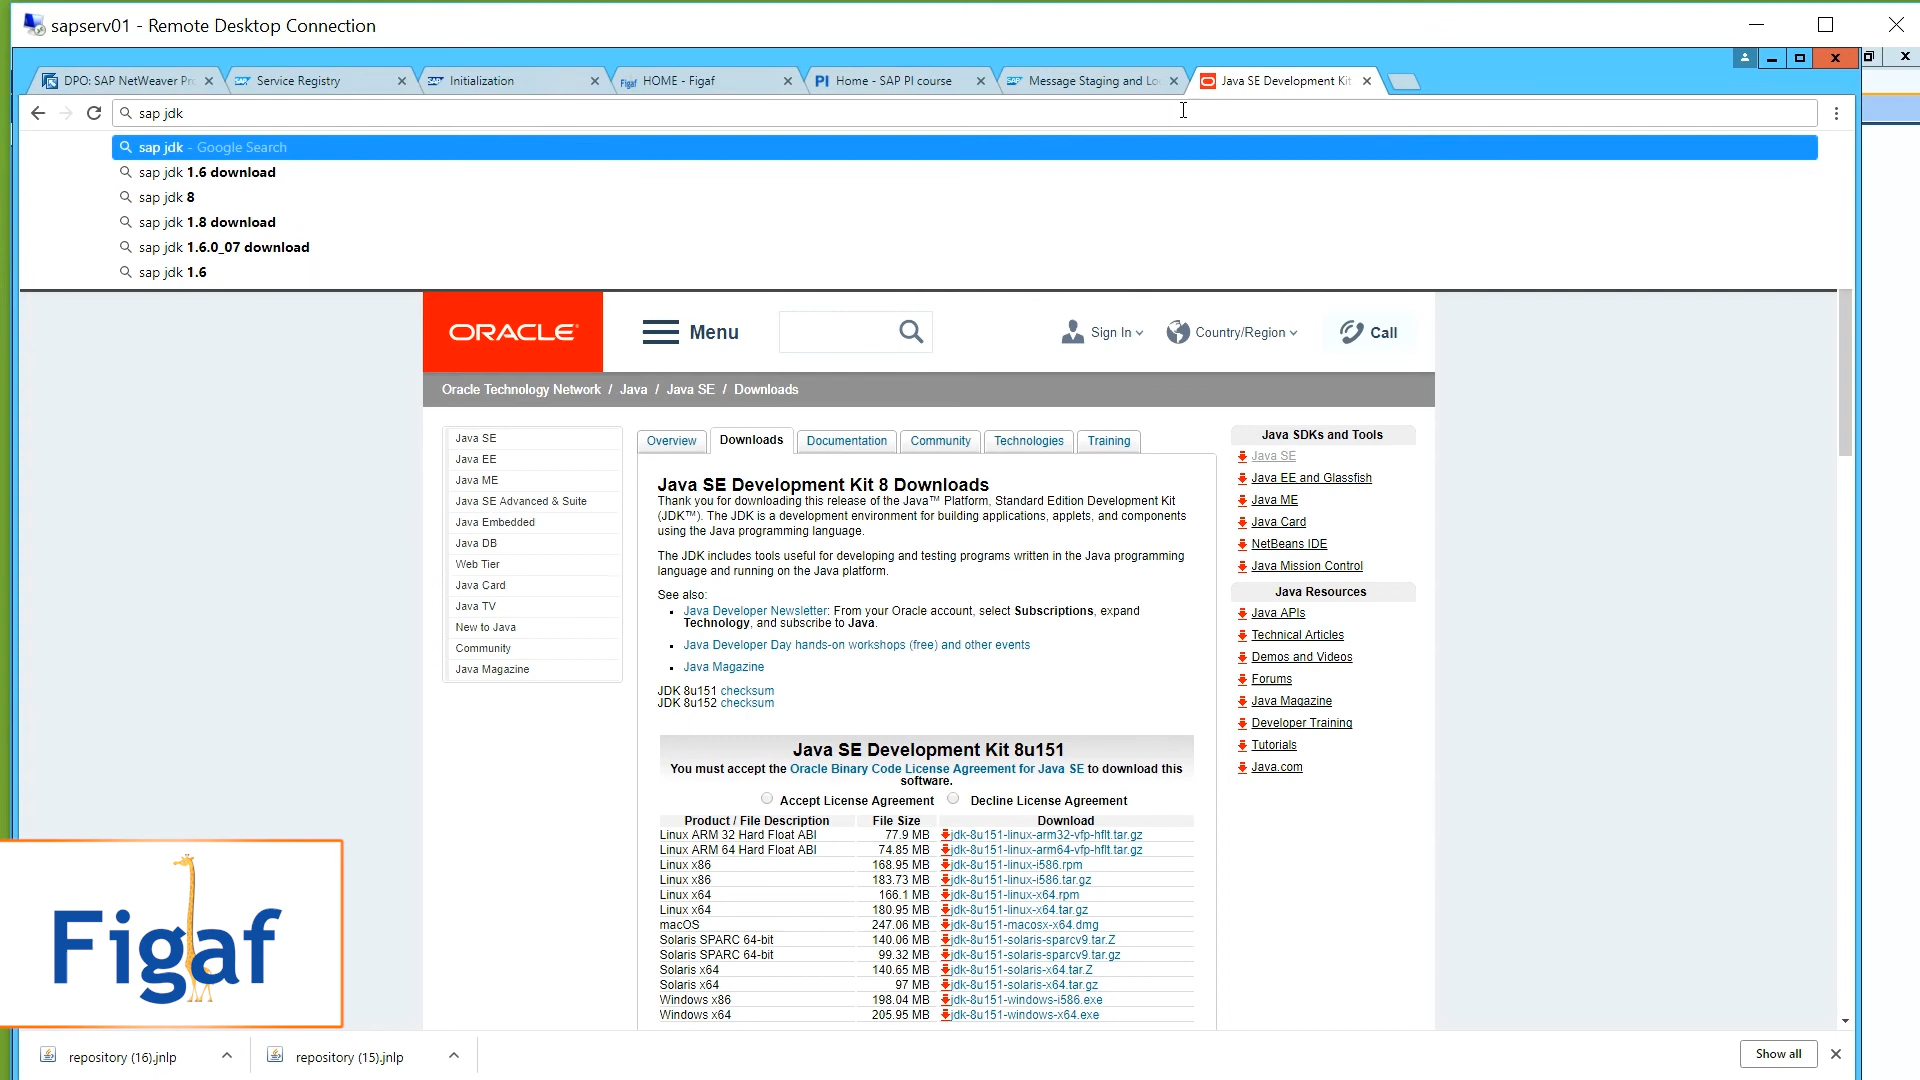 sapserv01 - Remote Desktop Connection
DPO: SAP NetWeaver Pr
Service Registry
Initialization
Figaf HOME - Figaf
PI Home - SAP PI course
Message Staging and Lo
Java SE Development Kit
sap jdk
sap jdk - Google Search
sap jdk 1.6 download
sap jdk 8
sap jdk 1.8 download
sap jdk 1.6.0_07 download
sap jdk 1.6
ORACLE
Menu
Sign In
Country/Region
Call
Oracle Technology Network / Java / Java SE / Downloads
Java SE
Java EE
Java ME
Java SE Advanced & Suite
Java Embedded
Java DB
Web Tier
Java Card
Java TV
New to Java
Community
Java Magazine
Overview
Downloads
Documentation
Community
Technologies
Training
Java SE Development Kit 8 Downloads
Thank you for downloading this release of the Java™ Platform, Standard Edition Development Kit
(JDK™). The JDK is a development environment for building applications, applets, and components
using the Java programming language.
The JDK includes tools useful for developing and testing programs written in the Java programming
language and running on the Java platform.
See also:
Java Developer Newsletter: From your Oracle account, select Subscriptions, expand
Technology, and subscribe to Java.
Java Developer Day hands-on workshops (free) and other events
Java Magazine
JDK 8u151 checksum
JDK 8u152 checksum
Java SE Development Kit 8u151
You must accept the Oracle Binary Code License Agreement for Java SE to download this
software.
Accept License Agreement Decline License Agreement
Product / File Description File Size Download
Linux ARM 32 Hard Float ABI 77.9 MB jdk-8u151-linux-arm32-vfp-hflt.tar.gz
Linux ARM 64 Hard Float ABI 74.85 MB jdk-8u151-linux-arm64-vfp-hflt.tar.gz
Linux x86 168.95 MB jdk-8u151-linux-i586.rpm
Linux x86 183.73 MB jdk-8u151-linux-i586.tar.gz
Linux x64 166.1 MB jdk-8u151-linux-x64.rpm
Linux x64 180.95 MB jdk-8u151-linux-x64.tar.gz
macOS 247.06 MB jdk-8u151-macosx-x64.dmg
Solaris SPARC 64-bit 140.06 MB jdk-8u151-solaris-sparcv9.tar.Z
Solaris SPARC 64-bit 99.32 MB jdk-8u151-solaris-sparcv9.tar.gz
Solaris x64 140.65 MB jdk-8u151-solaris-x64.tar.Z
Solaris x64 97 MB jdk-8u151-solaris-x64.tar.gz
Windows x86 198.04 MB jdk-8u151-windows-i586.exe
Windows x64 205.95 MB jdk-8u151-windows-x64.exe
Java SDKs and Tools
Java SE
Java EE and Glassfish
Java ME
Java Card
NetBeans IDE
Java Mission Control
Java Resources
Java APIs
Technical Articles
Demos and Videos
Forums
Java Magazine
Developer Training
Tutorials
Java.com
Figaf
repository (16).jnlp
repository (15).jnlp
Show all